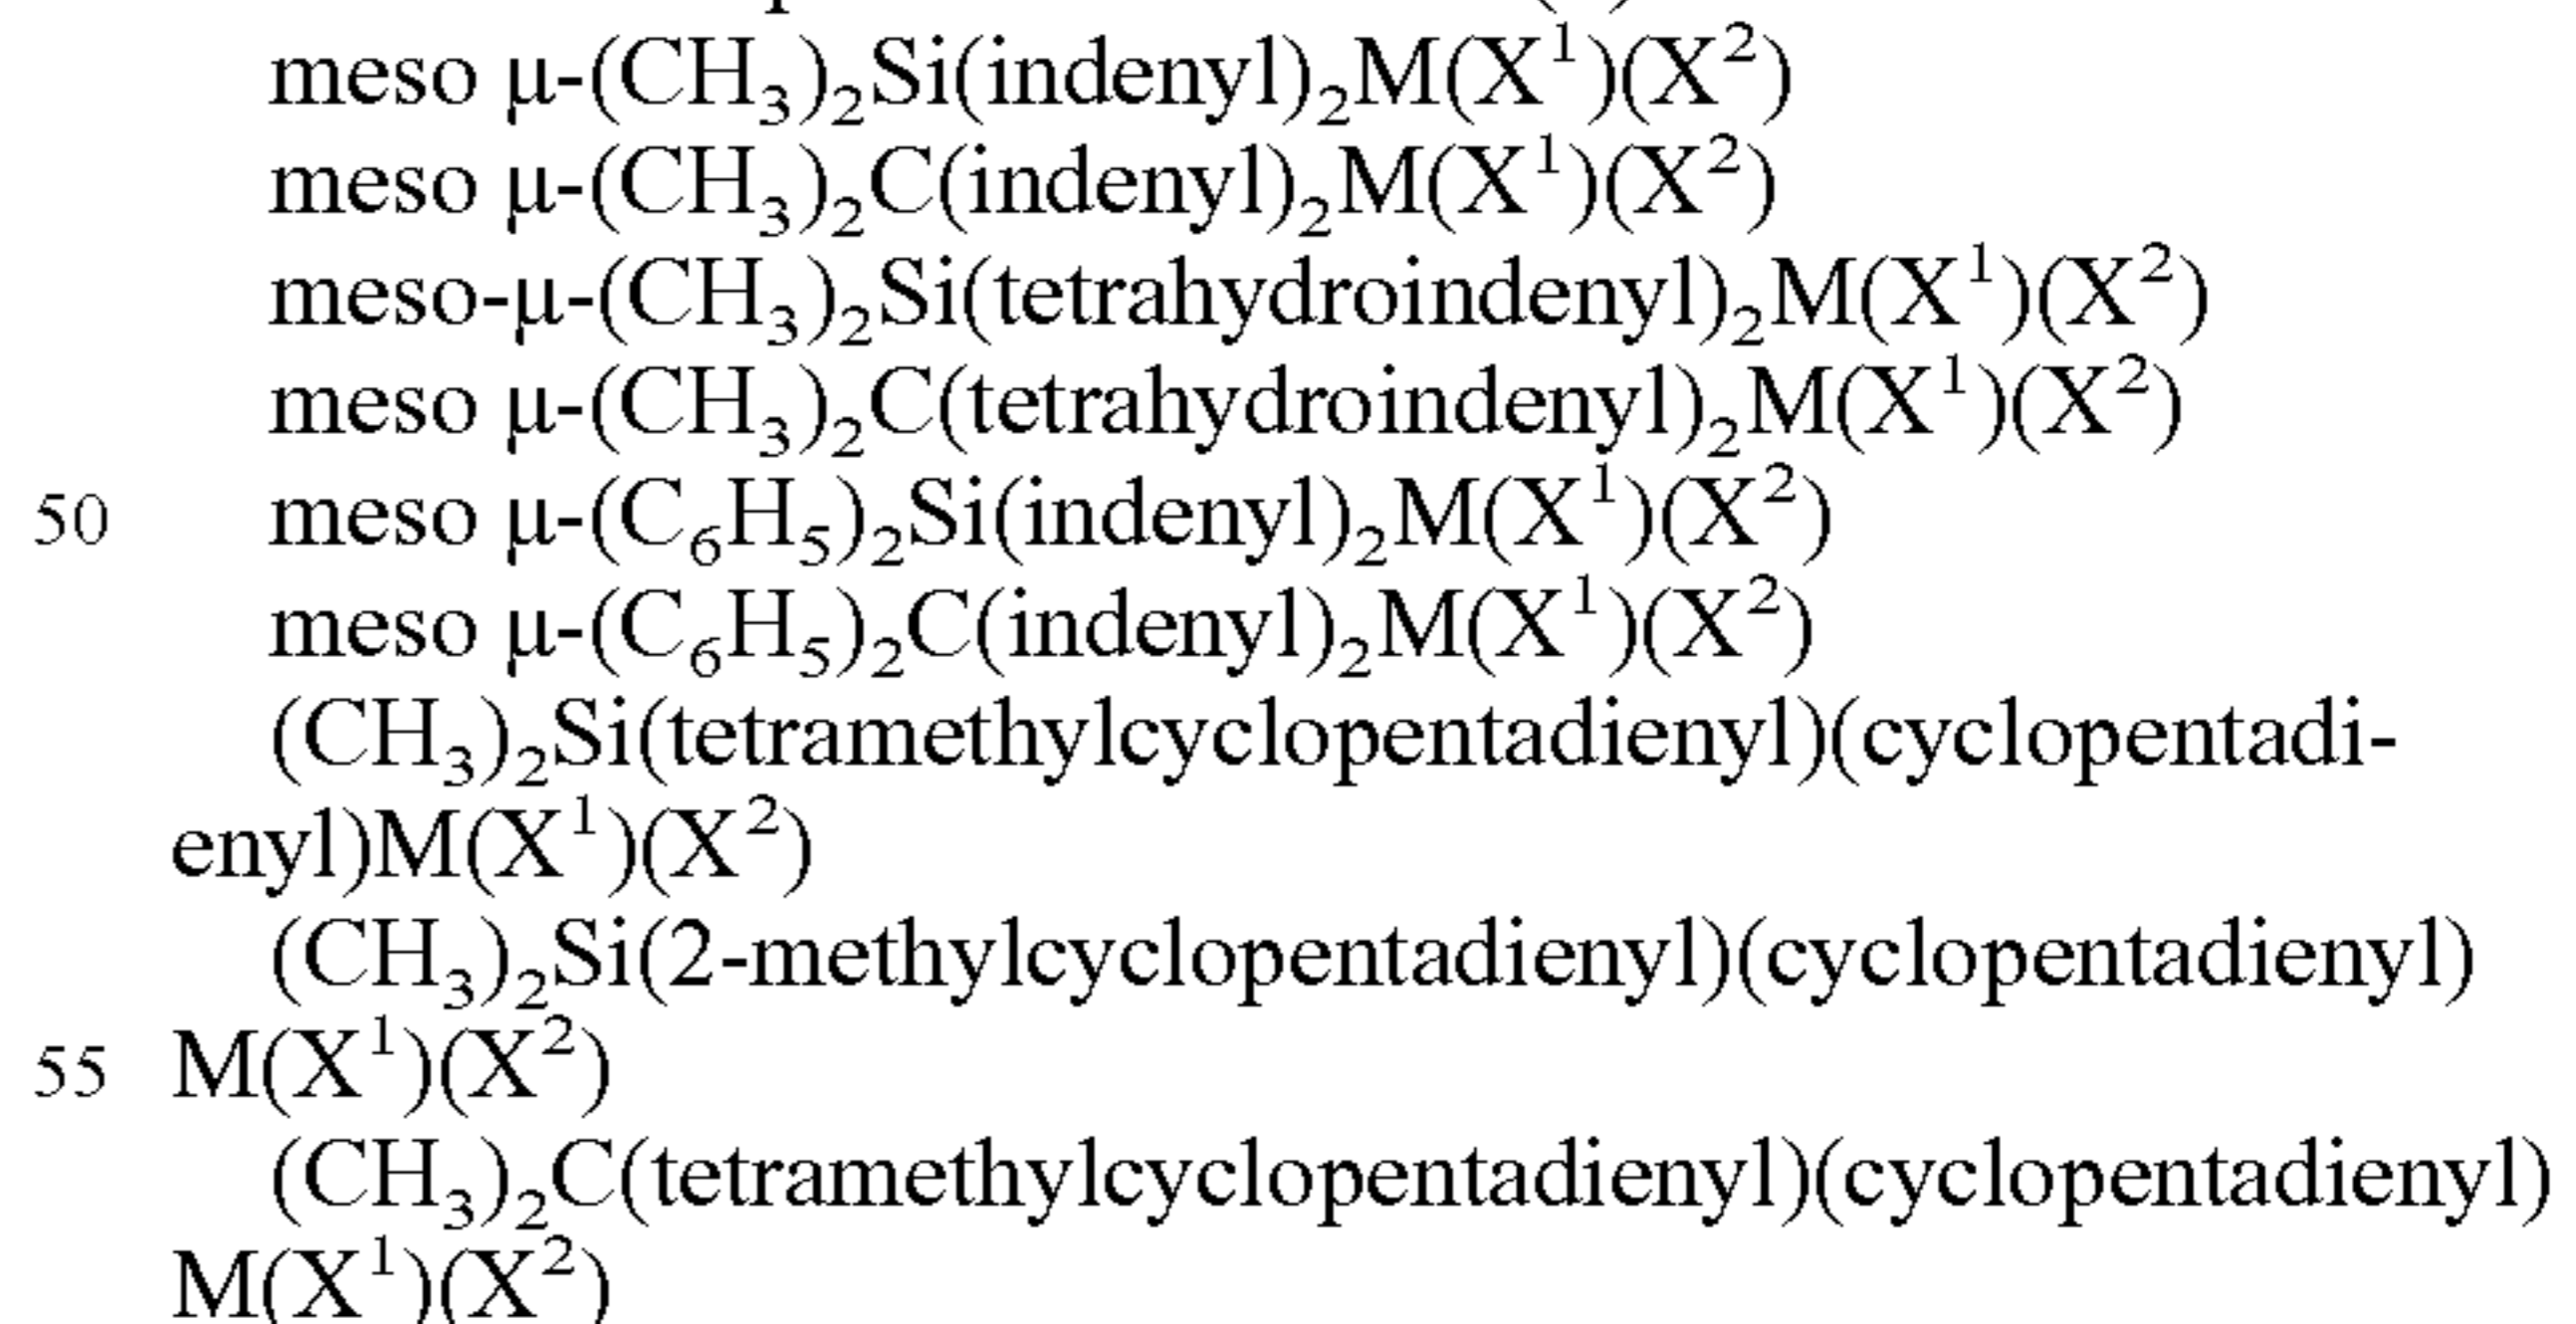 meso μ-(CH₃)₂Si(indenyl)₂M(X¹)(X²)
meso μ-(CH₃)₂C(indenyl)₂M(X¹)(X²)
meso-μ-(CH₃)₂Si(tetrahydroindenyl)₂M(X¹)(X²)
meso μ-(CH₃)₂C(tetrahydroindenyl)₂M(X¹)(X²)
50 meso μ-(C₆H₅)₂Si(indenyl)₂M(X¹)(X²)
meso μ-(C₆H₅)₂C(indenyl)₂M(X¹)(X²)
(CH₃)₂Si(tetramethylcyclopentadienyl)(cyclopentadi-
enyl)M(X¹)(X²)
(CH₃)₂Si(2-methylcyclopentadienyl)(cyclopentadienyl)
55 M(X¹)(X²)
(CH₃)₂C(tetramethylcyclopentadienyl)(cyclopentadienyl)
M(X¹)(X²)